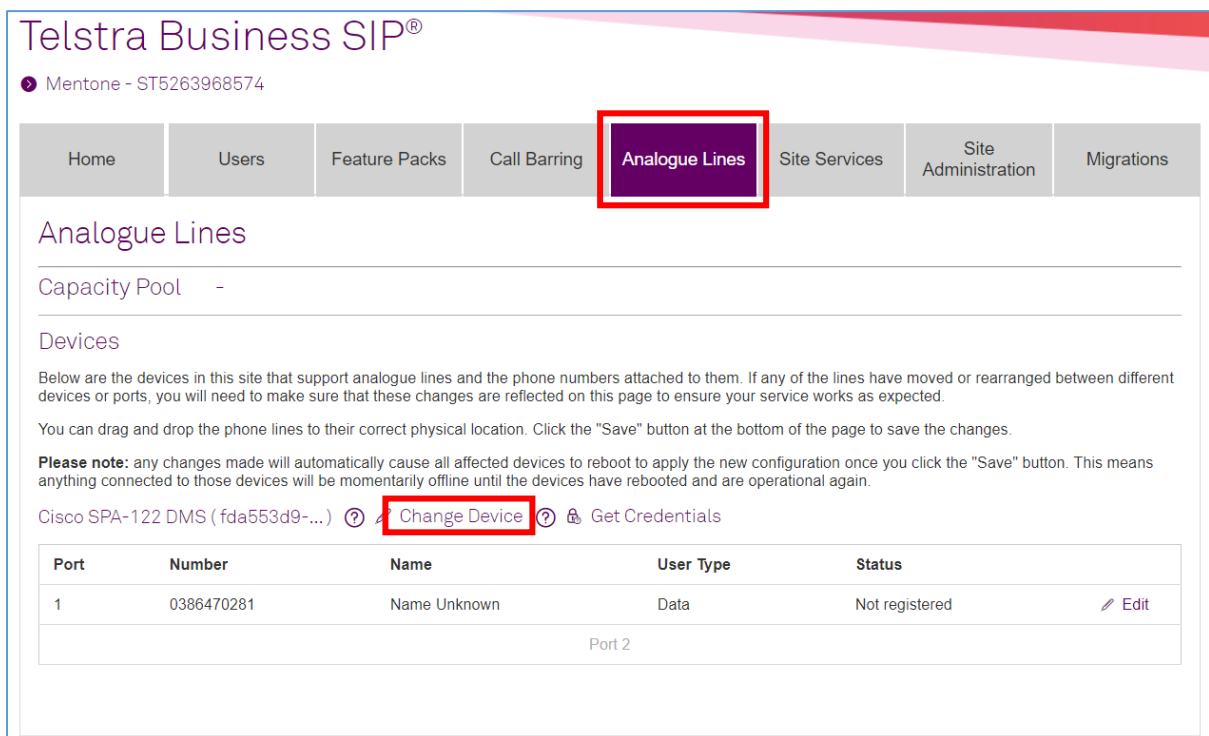 Telstra Business SIP®
Mentone - ST5263968574
Home Users Feature Packs Call Barring Analogue Lines Site Services Site Administration Migrations
Analogue Lines
Capacity Pool -
Devices
Below are the devices in this site that support analogue lines and the phone numbers attached to them. If any of the lines have moved or rearranged between different
devices or ports, you will need to make sure that these changes are reflected on this page to ensure your service works as expected.
You can drag and drop the phone lines to their correct physical location. Click the "Save" button at the bottom of the page to save the changes.
Please note: any changes made will automatically cause all affected devices to reboot to apply the new configuration once you click the "Save" button. This means
anything connected to those devices will be momentarily offline until the devices have rebooted and are operational again.
Cisco SPA-122 DMS ( fda553d9-... ) ? Change Device ? Get Credentials
Port Number Name User Type Status
1 0386470281 Name Unknown Data Not registered Edit
Port 2